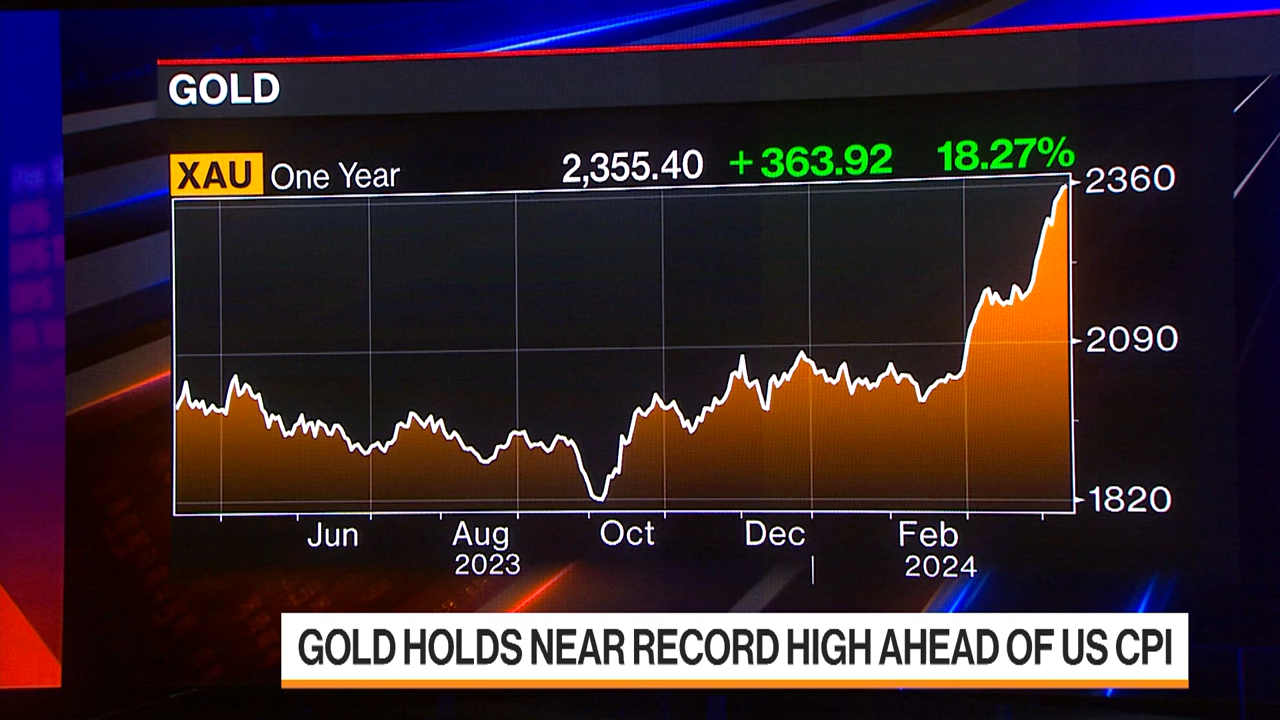 GOLD
XAU One Year 2,355.40 +363.92 18.27%
2360
2090
1820
Jun Aug Oct Dec Feb
2023 2024
GOLD HOLDS NEAR RECORD HIGH AHEAD OF US CPI